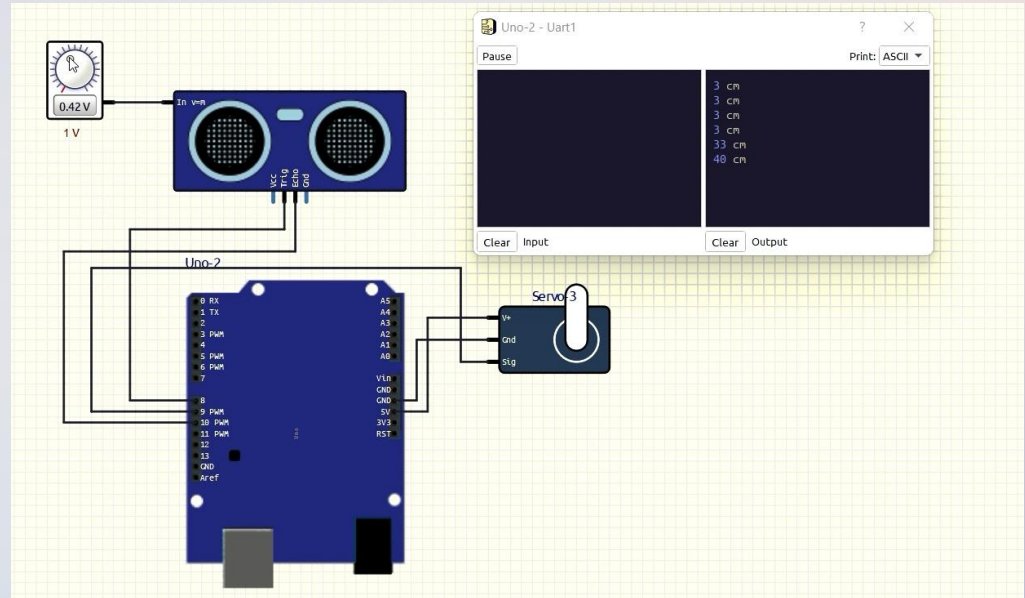 Uno-2 - Uart1
?
Pause
Print: ASCII
3 cm
3 cm
3 cm
3 cm
33 cm
40 cm
Clear Input
Clear Output
0.42 V
1 V
In v=m
Vcc
Trig
Echo
Gnd
Uno-2
0 RX
1 TX
2
3 PWM
4
5 PWM
6 PWM
7
8
9 PWM
10 PWM
11 PWM
12
13
GND
Aref
A5
A4
A3
A2
A1
A0
Vin
GND
GND
5V
3V3
RST
Servo-3
V+
Gnd
Sig